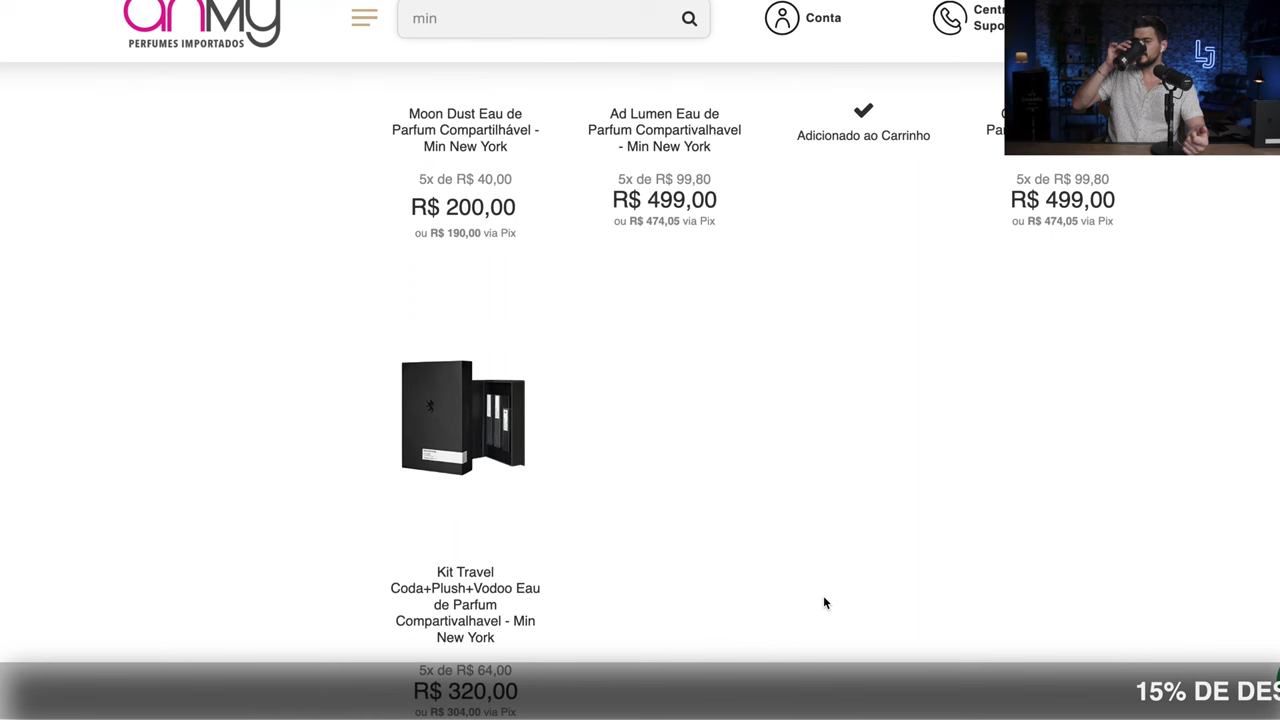 anmy
PERFUMES IMPORTADOS
min
Conta
Moon Dust Eau de
Parfum Compartilhável -
Min New York
5x de R$ 40,00
R$ 200,00
ou R$ 190,00 via Pix
Ad Lumen Eau de
Parfum Compartivalhavel
- Min New York
5x de R$ 99,80
R$ 499,00
ou R$ 474,05 via Pix
Adicionado ao Carrinho
5x de R$ 99,80
R$ 499,00
ou R$ 474,05 via Pix
Kit Travel
Coda+Plush+Vodoo Eau
de Parfum
Compartivalhavel - Min
New York
5x de R$ 64,00
R$ 320,00
ou R$ 304,00 via Pix
15% DE DES